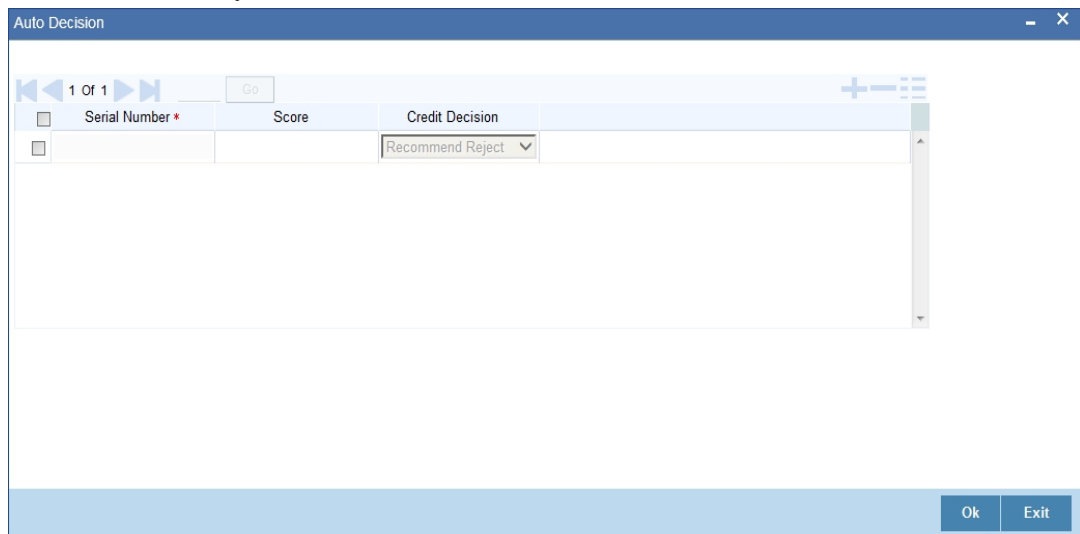 Auto Decision
1 Of 1 Go
Serial Number * Score Credit Decision
Recommend Reject
Ok Exit